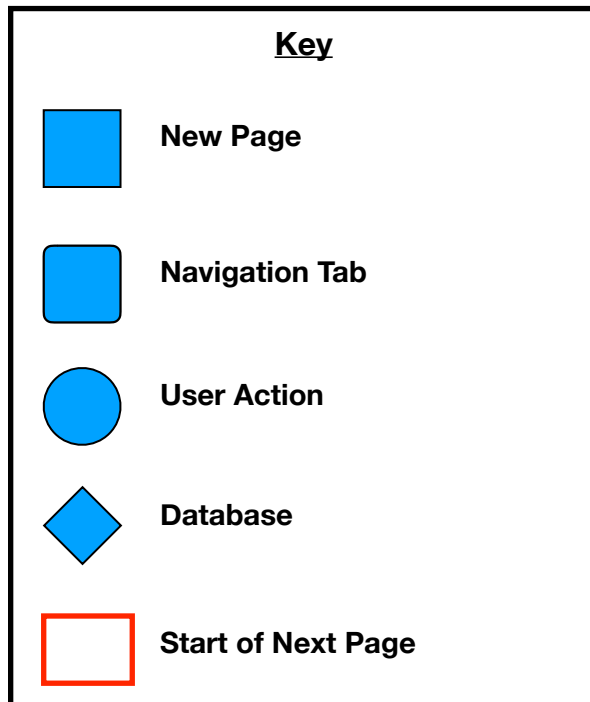 Key
New Page
Navigation Tab
User Action
Database
Start of Next Page